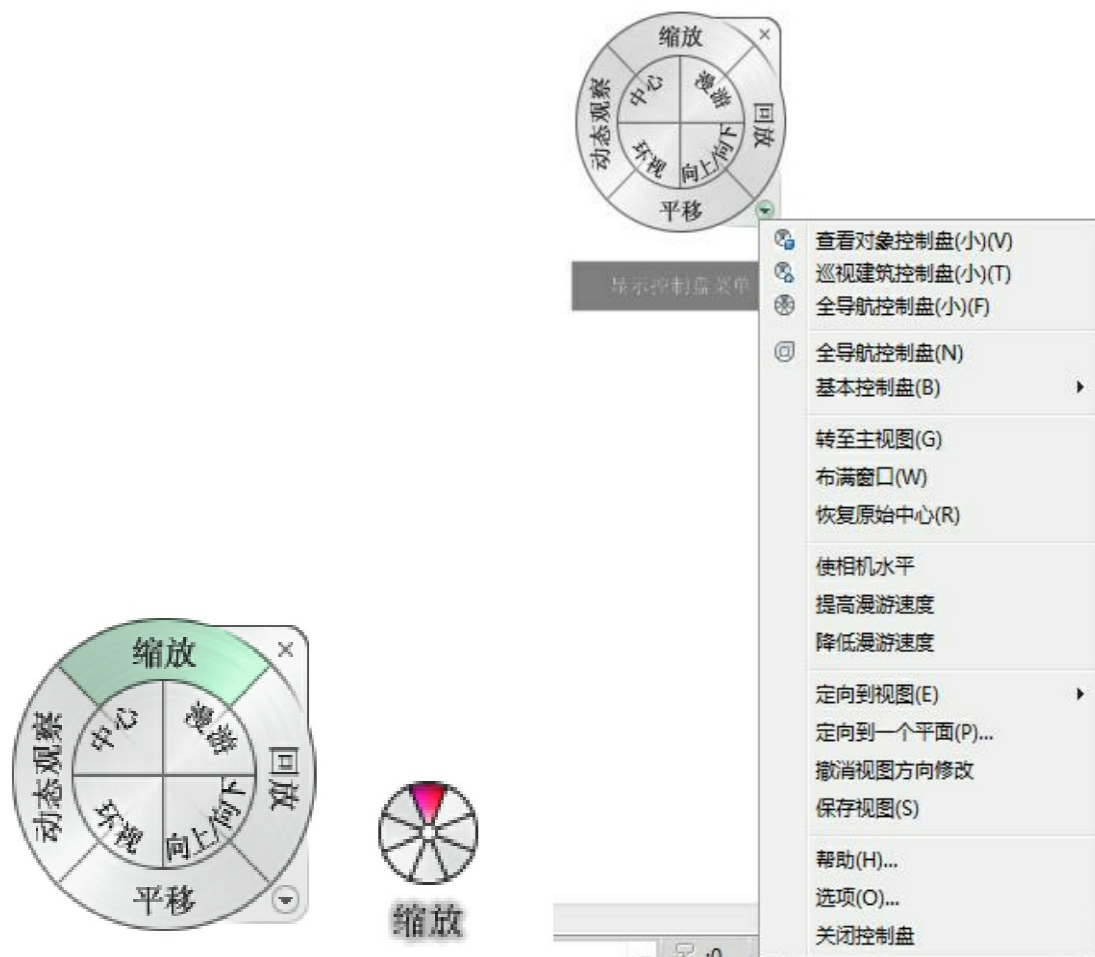 缩放
中心
漫游
动态观察
回放
环视
向上/向下
平移
显示控制盘菜单
查看对象控制盘(小)(V)
巡视建筑控制盘(小)(T)
全导航控制盘(小)(F)
全导航控制盘(N)
基本控制盘(B)
转至主视图(G)
布满窗口(W)
恢复原始中心(R)
使相机水平
提高漫游速度
降低漫游速度
定向到视图(E)
定向到一个平面(P)...
撤消视图方向修改
保存视图(S)
帮助(H)...
选项(O)...
关闭控制盘
:0
缩放
中心
漫游
动态观察
回放
环视
向上/向下
平移
缩放